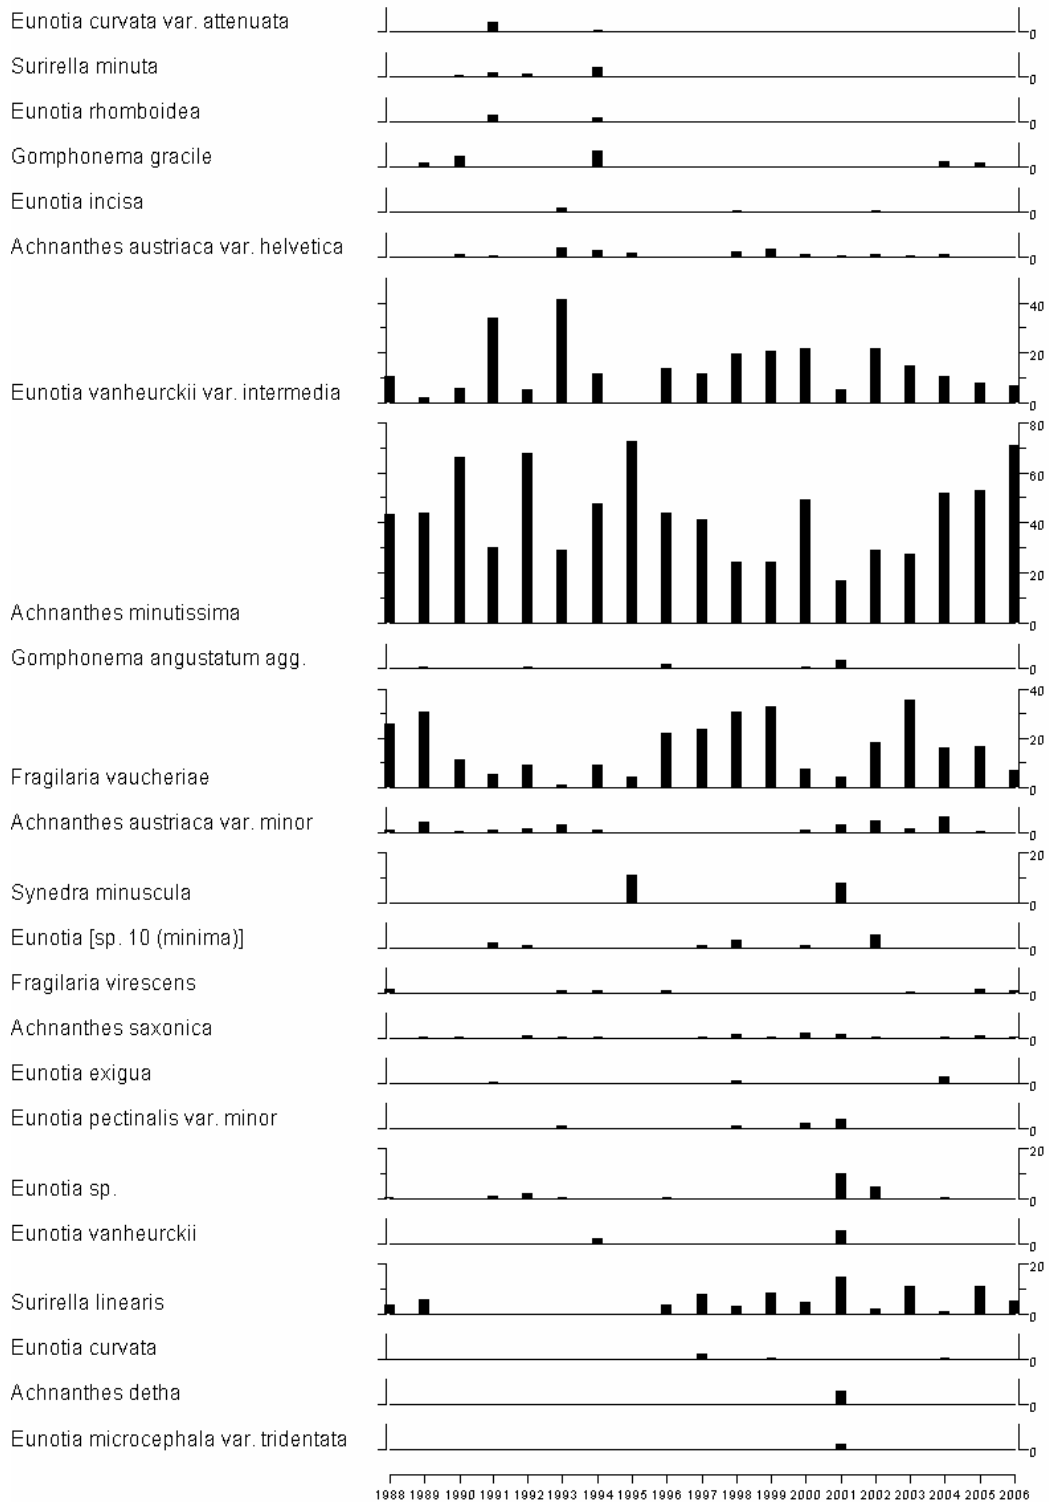 Eunotia curvata var. attenuata
0
Surirella minuta
0
Eunotia rhomboidea
0
Gomphonema gracile
0
Eunotia incisa
0
Achnanthes austriaca var. helvetica
0
40
20
Eunotia vanheurckii var. intermedia
0
80
60
40
20
Achnanthes minutissima
0
Gomphonema angustatum agg.
0
40
20
Fragilaria vaucheriae
0
Achnanthes austriaca var. minor
0
20
Synedra minuscula
0
Eunotia [sp. 10 (minima)]
0
Fragilaria virescens
0
Achnanthes saxonica
0
Eunotia exigua
0
Eunotia pectinalis var. minor
0
20
Eunotia sp.
0
Eunotia vanheurckii
0
20
Surirella linearis
0
Eunotia curvata
0
Achnanthes detha
0
Eunotia microcephala var. tridentata
0
1988 1989 1990 1991 1992 1993 1994 1995 1996 1997 1998 1999 2000 2001 2002 2003 2004 2005 2006